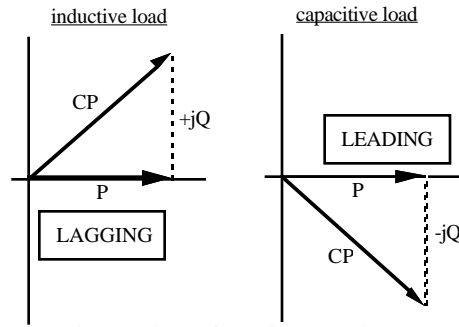 inductive load
CP
+jQ
P
LAGGING
capacitive load
LEADING
P
CP
-jQ